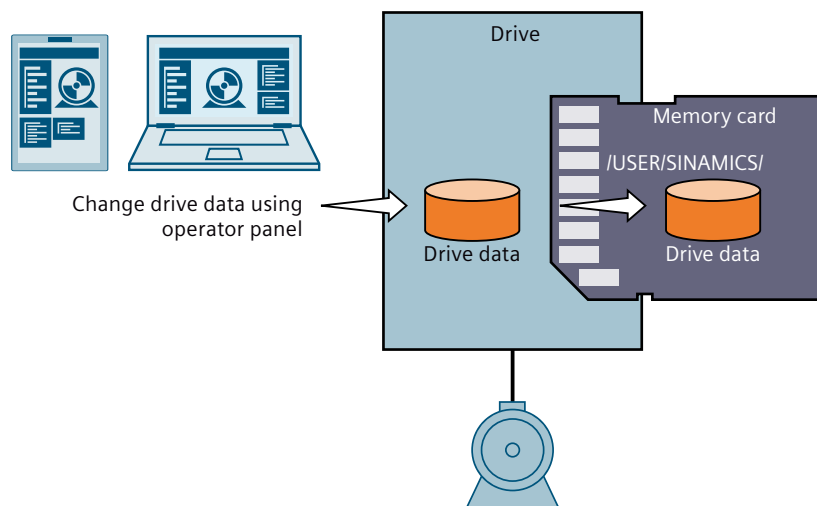 Drive
Memory card
/USER/SINAMICS/
Change drive data using
operator panel
Drive data
Drive data